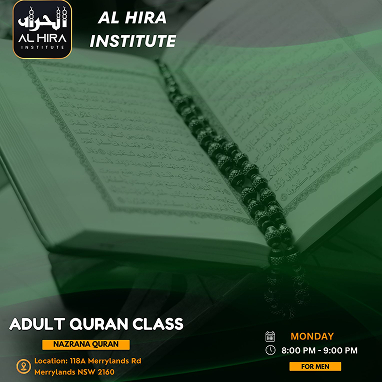 الحراء
AL HIRA
INSTITUTE
AL HIRA
INSTITUTE
ADULT QURAN CLASS
NAZRANA QURAN
Location: 118A Merrylands Rd
Merrylands NSW 2160
MONDAY
8:00 PM - 9:00 PM
FOR MEN